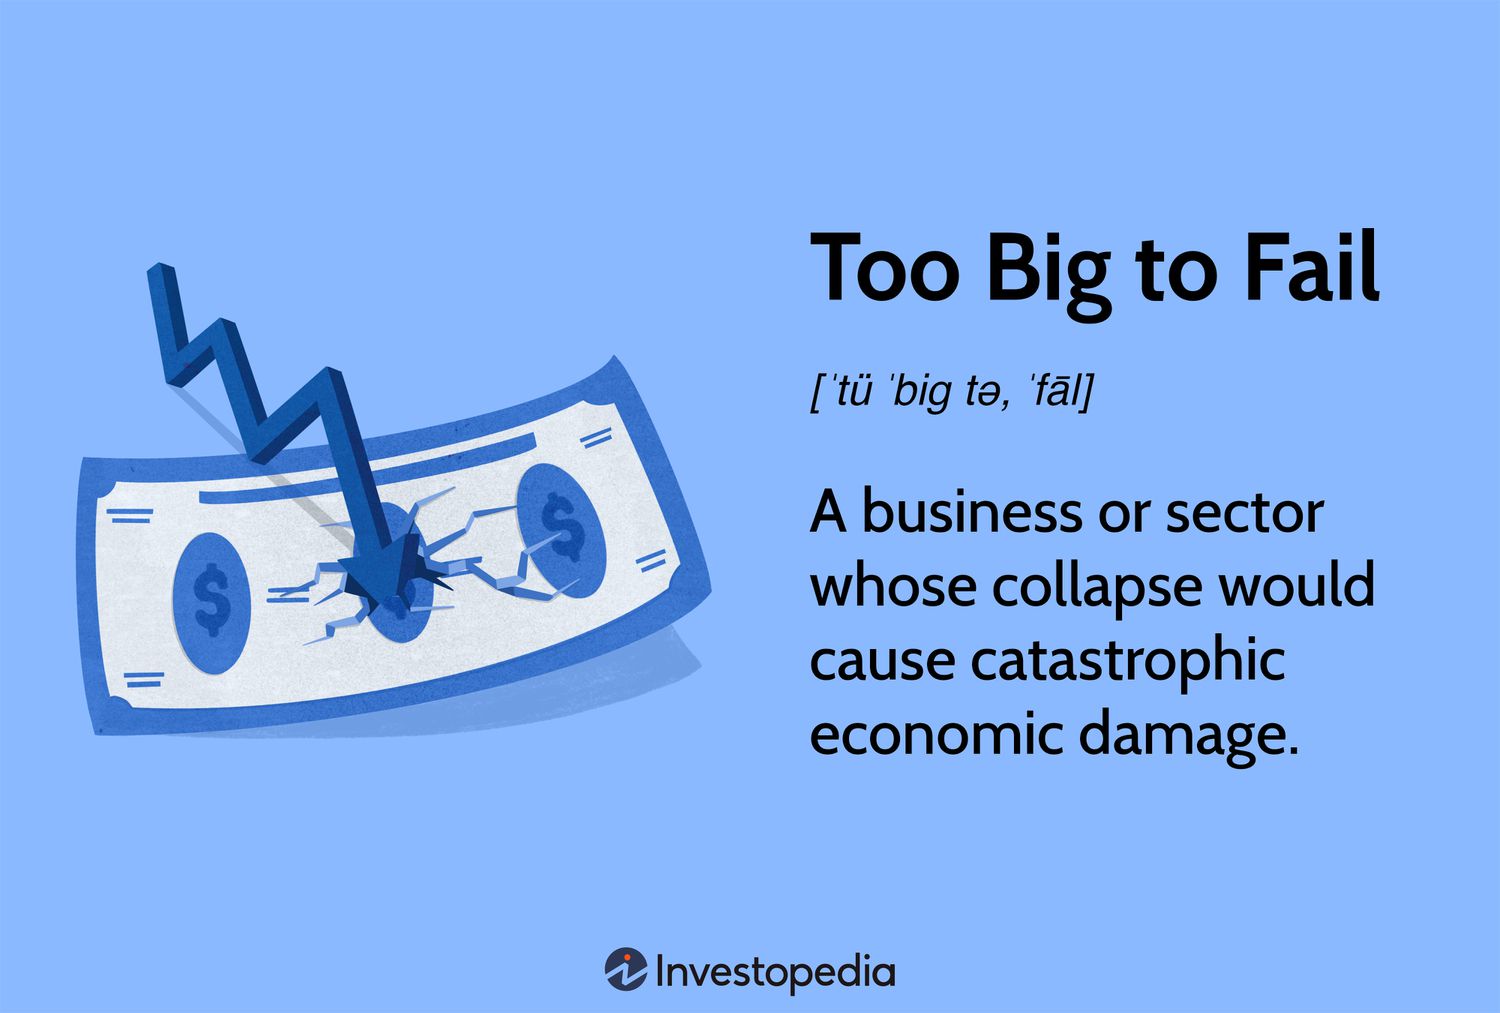 Too Big to Fail
[ˈtü ˈbig tə, ˈfāl]
A business or sector
whose collapse would
cause catastrophic
economic damage.
$
$
Investopedia